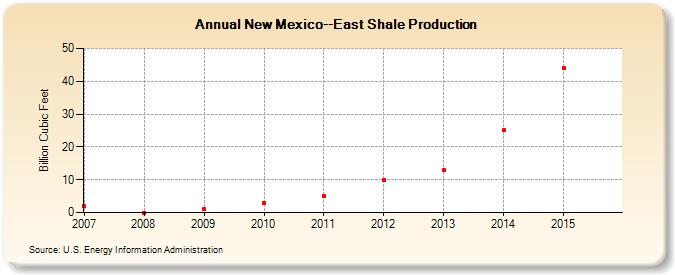 Annual New Mexico--East Shale Production
Billion Cubic Feet
50
40
30
20
10
0
2007 2008 2009 2010 2011 2012 2013 2014 2015
Source: U.S. Energy Information Administration